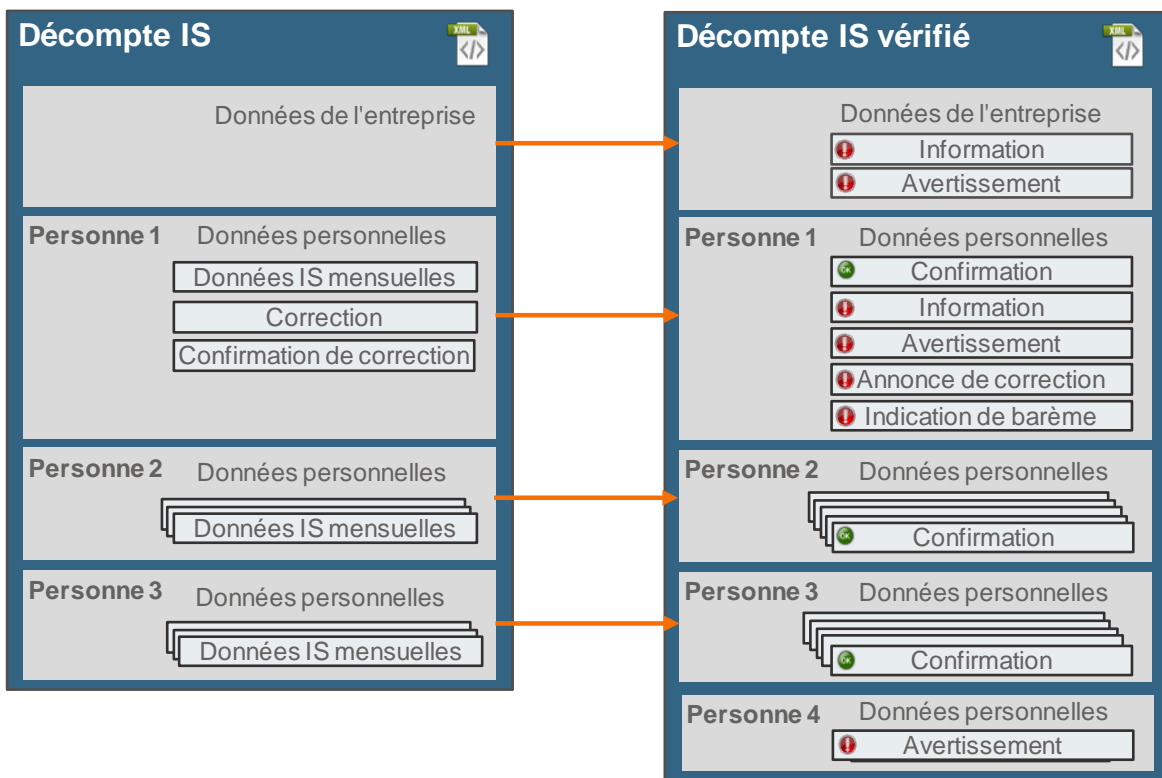 Décompte IS
XML
</>
Données de l'entreprise
Personne 1
Données personnelles
Données IS mensuelles
Correction
Confirmation de correction
Personne 2
Données personnelles
Données IS mensuelles
Personne 3
Données personnelles
Données IS mensuelles
Décompte IS vérifié
XML
</>
Données de l'entreprise
Information
Avertissement
Personne 1
Données personnelles
OK
Confirmation
Information
Avertissement
Annonce de correction
Indication de barème
Personne 2
Données personnelles
OK
Confirmation
Personne 3
Données personnelles
OK
Confirmation
Personne 4
Données personnelles
Avertissement